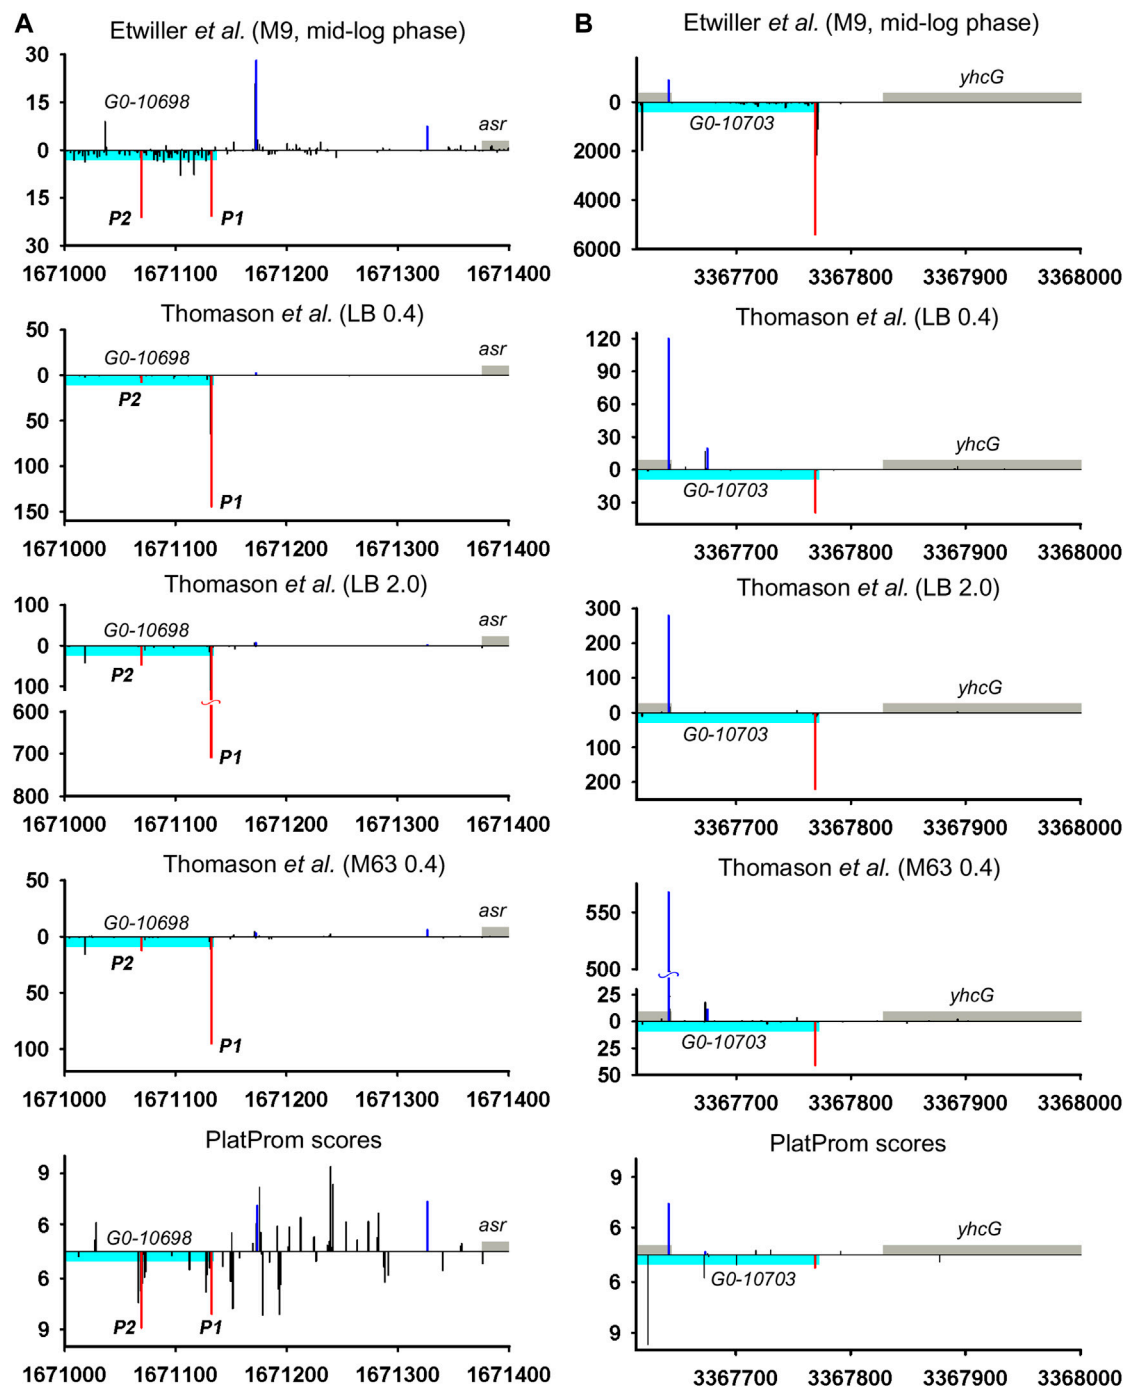 A
Etwiller et al. (M9, mid-log phase)
30
15
0
15
30
G0-10698
asr
P2
P1
1671000 1671100 1671200 1671300 1671400
Thomason et al. (LB 0.4)
50
0
50
100
150
G0-10698
asr
P2
P1
1671000 1671100 1671200 1671300 1671400
Thomason et al. (LB 2.0)
100
0
100
600
700
800
G0-10698
asr
P2
P1
1671000 1671100 1671200 1671300 1671400
Thomason et al. (M63 0.4)
50
0
50
100
G0-10698
asr
P2
P1
1671000 1671100 1671200 1671300 1671400
PlatProm scores
9
6
6
9
G0-10698
asr
P2
P1
1671000 1671100 1671200 1671300 1671400
B
Etwiller et al. (M9, mid-log phase)
0
2000
4000
6000
yhcG
G0-10703
3367700 3367800 3367900 3368000
Thomason et al. (LB 0.4)
120
90
60
30
0
30
yhcG
G0-10703
3367700 3367800 3367900 3368000
Thomason et al. (LB 2.0)
300
200
100
0
100
200
yhcG
G0-10703
3367700 3367800 3367900 3368000
Thomason et al. (M63 0.4)
550
500
25
0
25
50
yhcG
G0-10703
3367700 3367800 3367900 3368000
PlatProm scores
9
6
6
9
yhcG
G0-10703
3367700 3367800 3367900 3368000